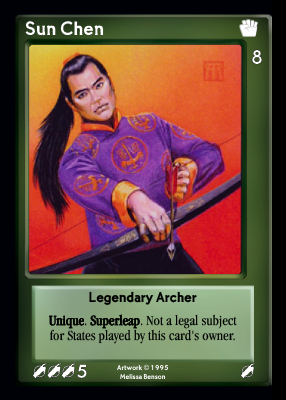 Sun Chen
8
Legendary Archer
Unique. Superleap. Not a legal subject
for States played by this card's owner.
5
Artwork © 1995
Melissa Benson